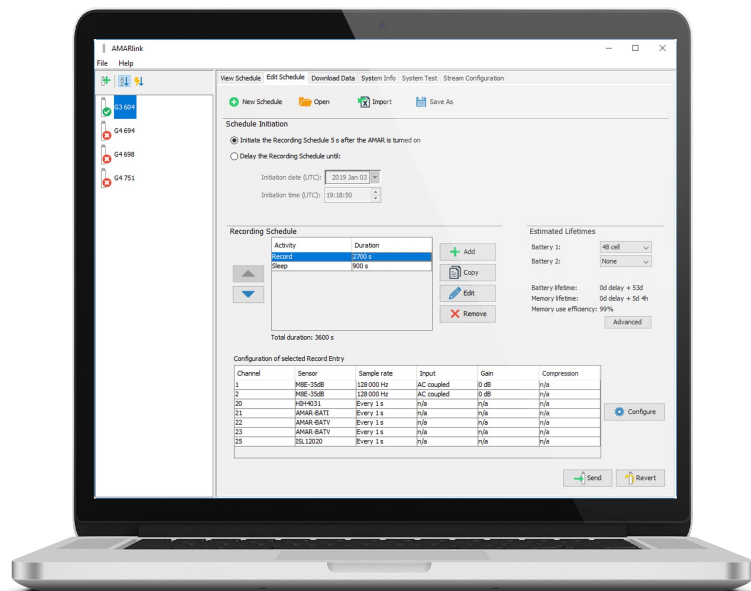 AMARlink
File Help
G3 604
G4 694
G4 698
G4 751
View Schedule Edit Schedule Download Data System Info System Test Stream Configuration
New Schedule Open Import Save As
Schedule Initiation
Initiate the Recording Schedule 5 s after the AMAR is turned on
Delay the Recording Schedule until:
Initiation date (UTC): 2019 Jan 03
Initiation time (UTC): 19:18:50
Recording Schedule
Activity Duration
Record 2700 s
Sleep 900 s
Add
Copy
Edit
Remove
Total duration: 3600 s
Estimated Lifetimes
Battery 1: 48 cell
Battery 2: None
Battery lifetime: 0d delay + 53d
Memory lifetime: 0d delay + 5d 4h
Memory use efficiency: 99%
Advanced
Configuration of selected Record Entry
Channel Sensor Sample rate Input Gain Compression
1 M8E-35dB 128 000 Hz AC coupled 0 dB n/a
2 M8E-35dB 128 000 Hz AC coupled 0 dB n/a
20 HIH4031 Every 1 s n/a n/a n/a
21 AMAR-BATI Every 1 s n/a n/a n/a
22 AMAR-BATV Every 1 s n/a n/a n/a
23 AMAR-BATV Every 1 s n/a n/a n/a
25 ISL12020 Every 1 s n/a n/a n/a
Configure
Send Revert